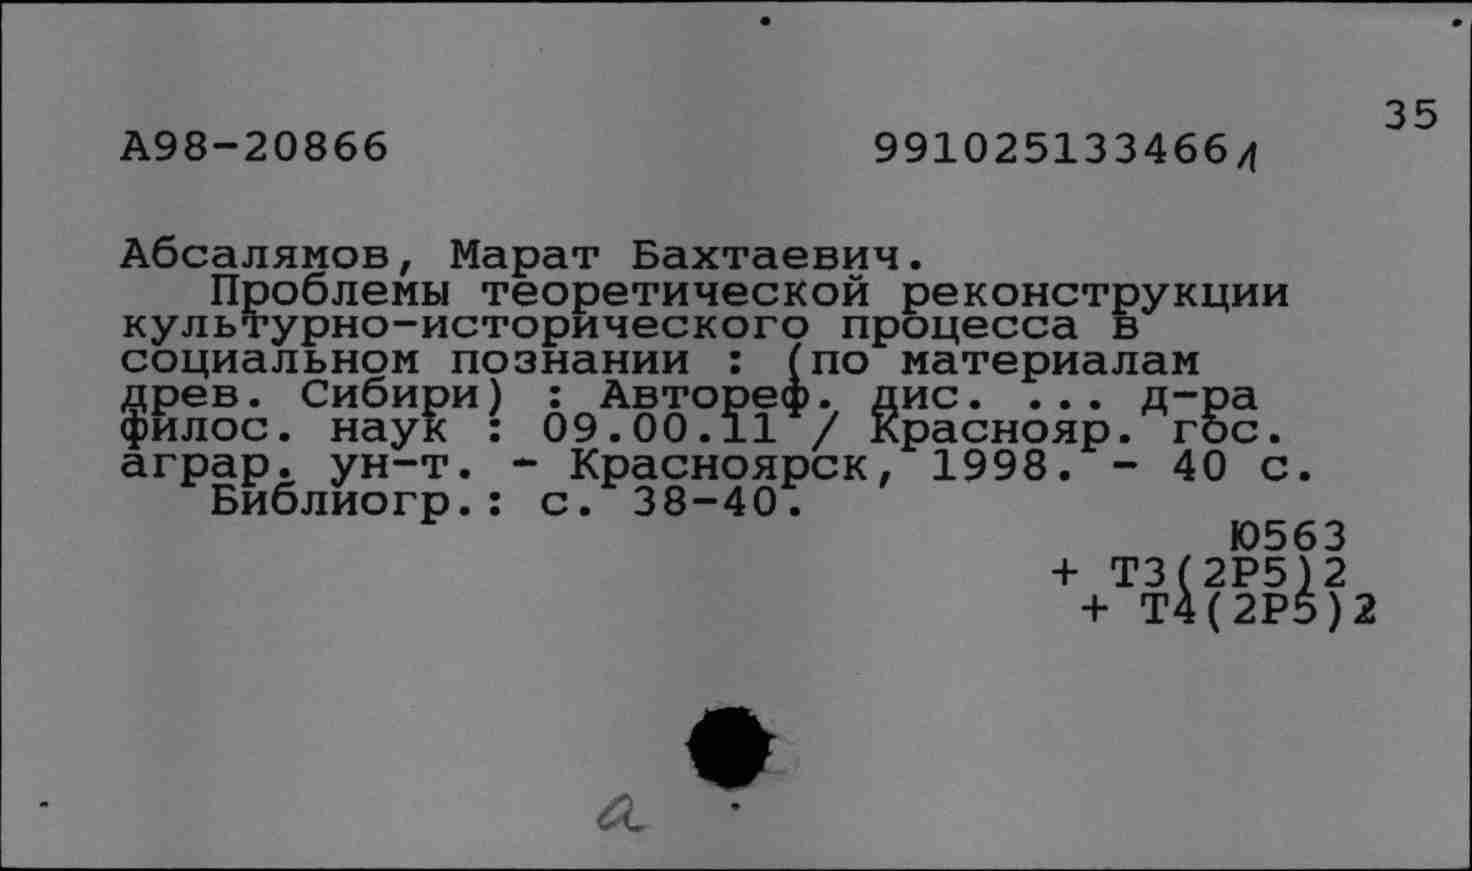 35
А98-20866 991025133466Л
Абсалямов, Марат Бахтаевич.
Проблемы теоретической реконструкции
культурно-исторического процесса в
социальном познании : (по материалам
древ. Сибири) : Автореф. дис. ... д-ра
филос. наук : 09.00.11 / Краснояр. гос.
аграр. ун-т. - Красноярск, 1998. - 40 с.
Библиогр.: с. 38-40.
Ю563
+ Т3(2Р5)2
+ Т4(2Р5)2
а